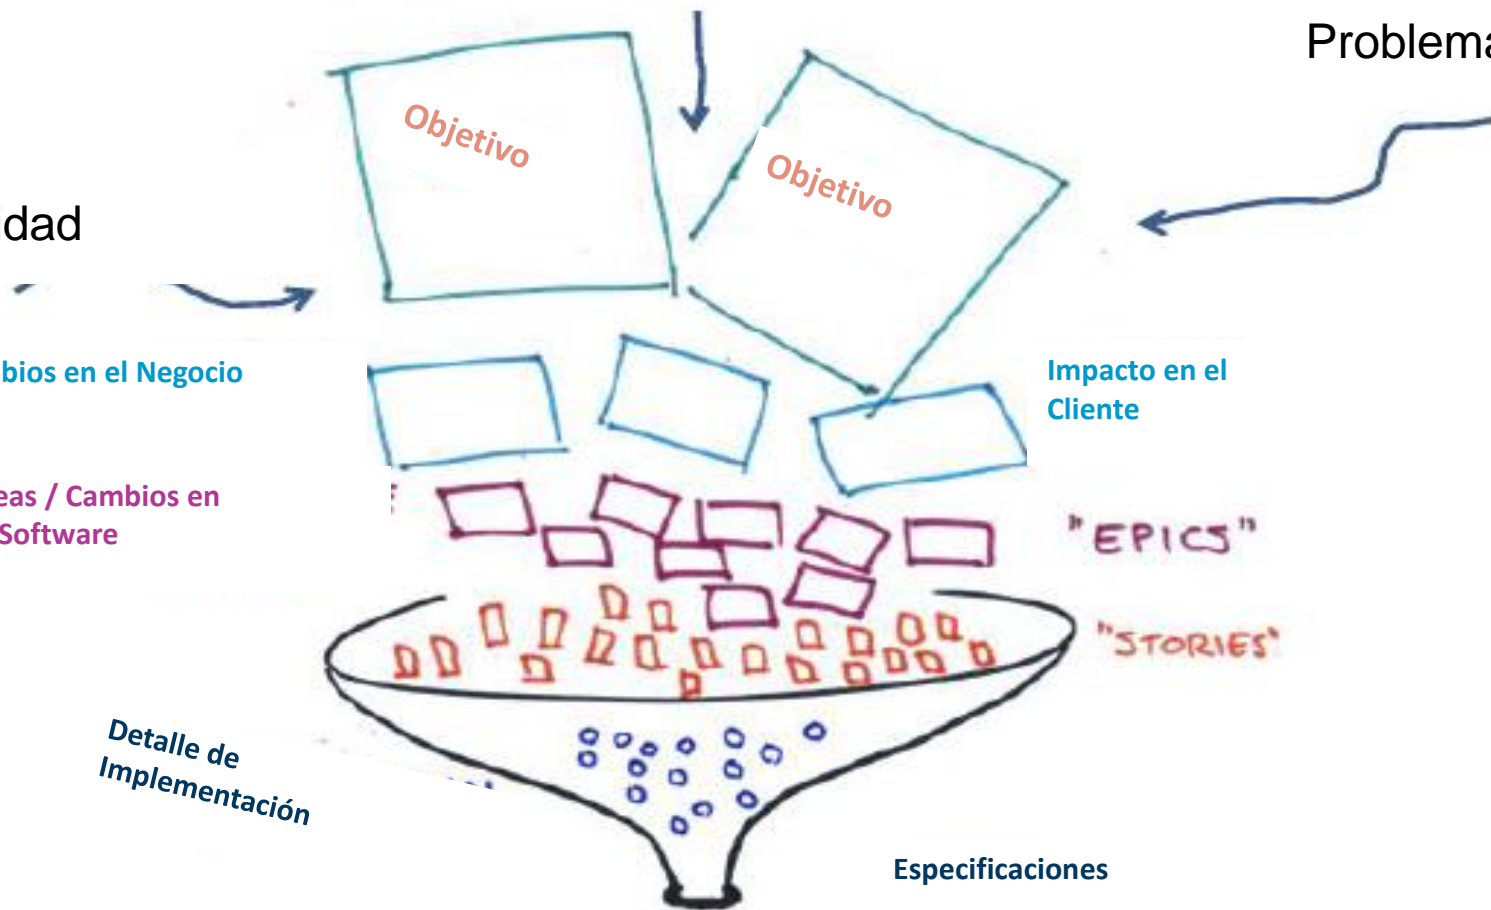 Problema
idad
Objetivo
Objetivo
bios en el Negocio
Impacto en el
Cliente
eas / Cambios en
Software
"EPICS"
"STORIES"
Detalle de
Implementación
Especificaciones